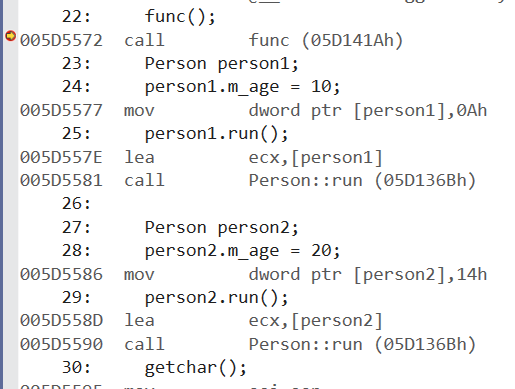 22:     func();
005D5572  call        func (05D141Ah)
23:     Person person1;
24:     person1.m_age = 10;
005D5577  mov         dword ptr [person1],0Ah
25:     person1.run();
005D557E  lea         ecx,[person1]
005D5581  call        Person::run (05D136Bh)
26:
27:     Person person2;
28:     person2.m_age = 20;
005D5586  mov         dword ptr [person2],14h
29:     person2.run();
005D558D  lea         ecx,[person2]
005D5590  call        Person::run (05D136Bh)
30:     getchar();